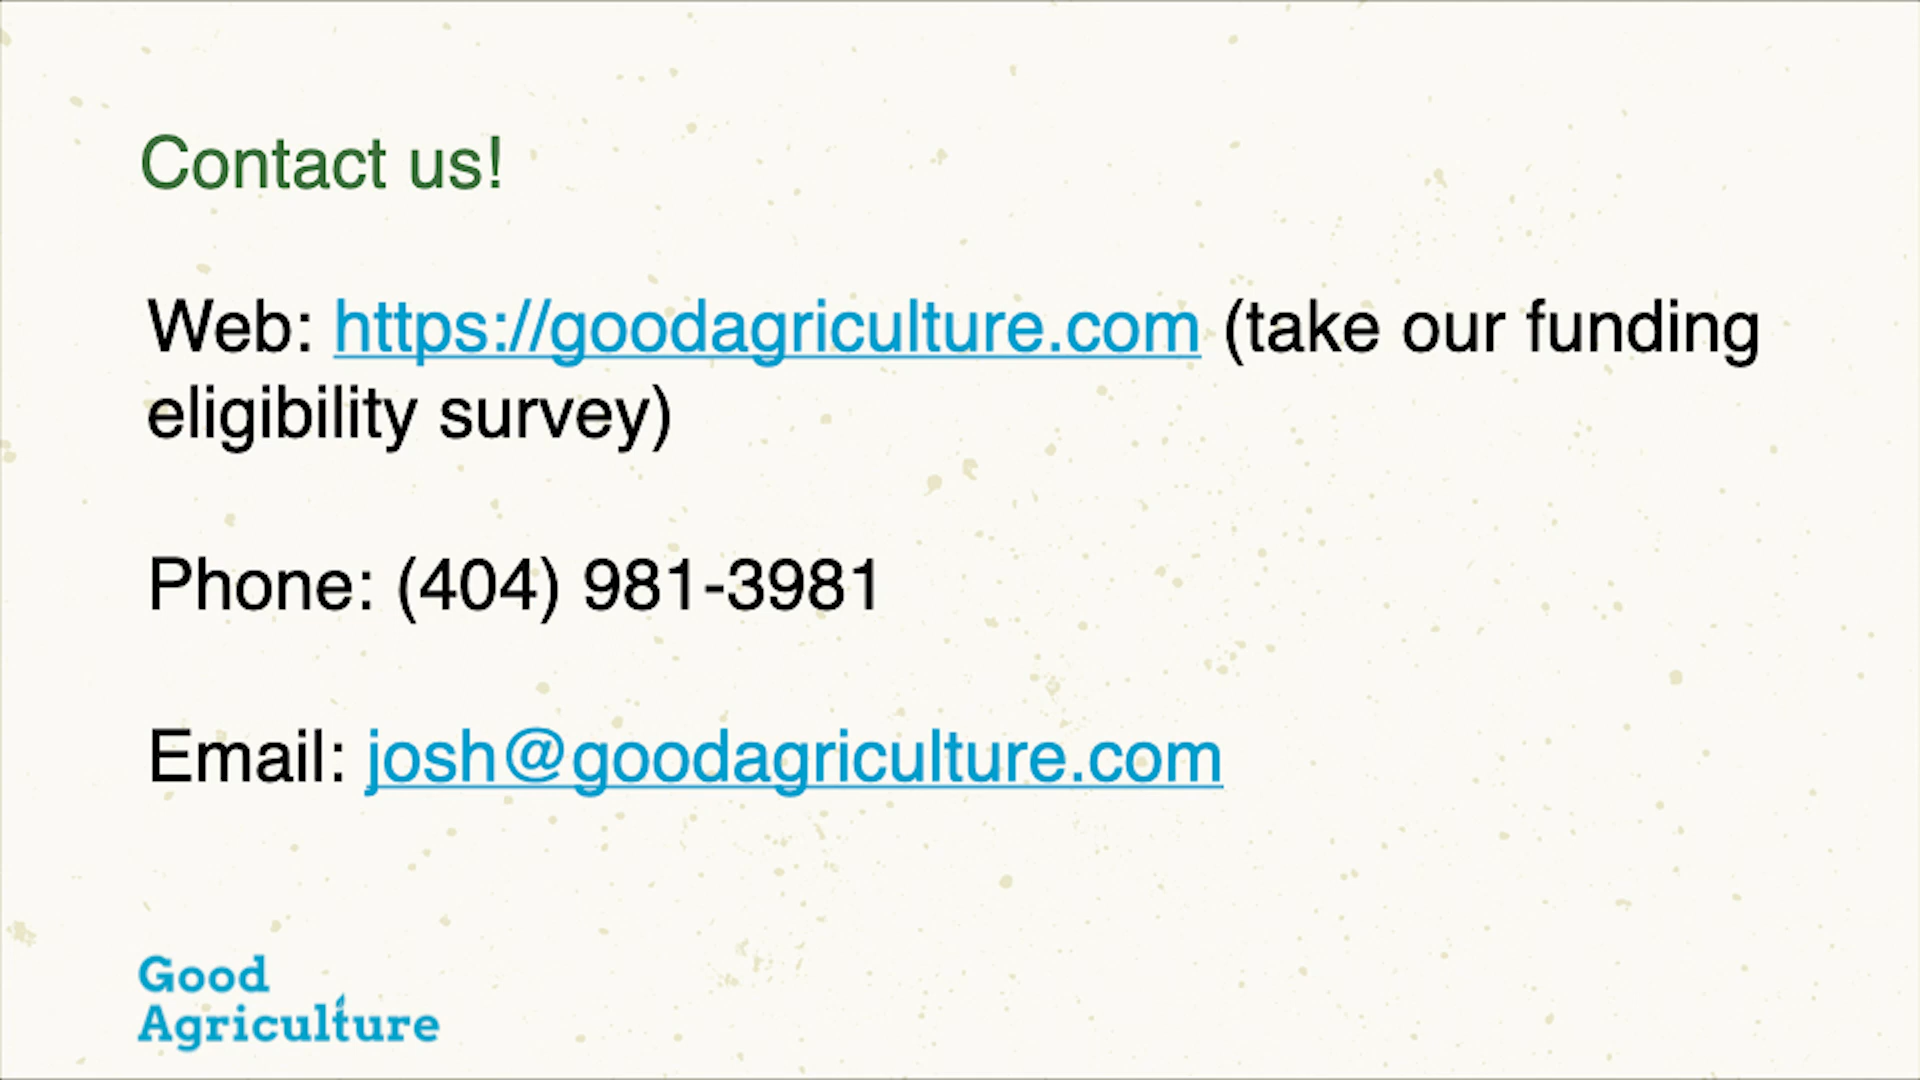 Contact us!
Web: https://goodagriculture.com (take our funding
eligibility survey)
Phone: (404) 981-3981
Email: josh@goodagriculture.com
Good
Agriculture